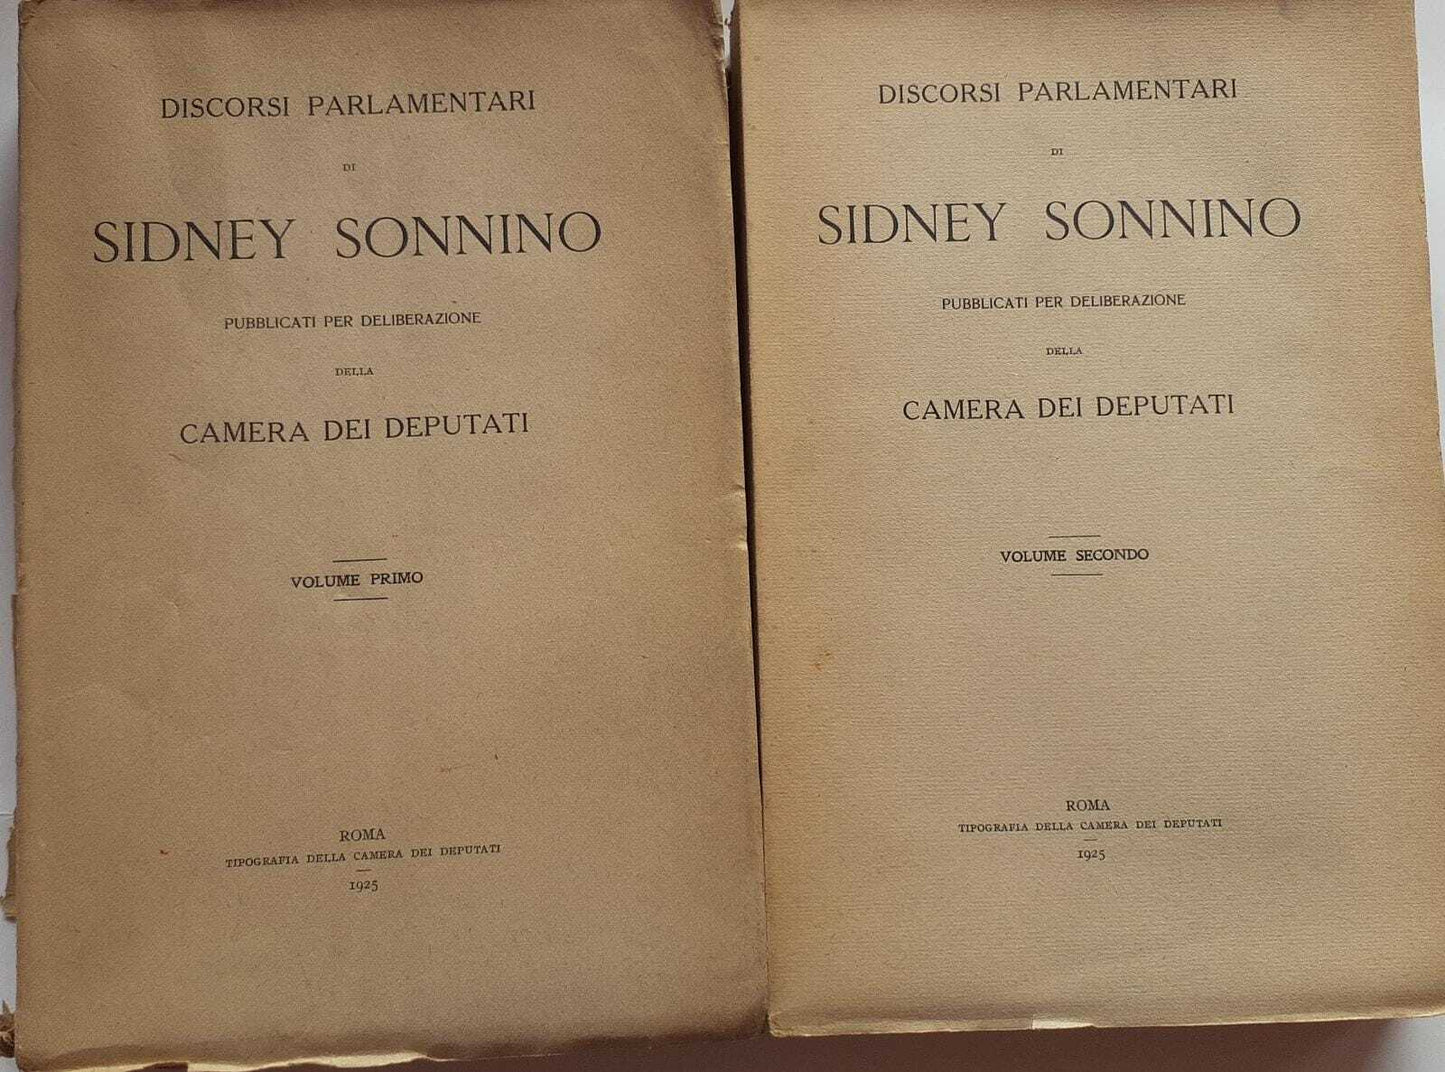 DISCORSI PARLAMENTARI
DI
SIDNEY SONNINO
PUBBLICATI PER DELIBERAZIONE
DELLA
CAMERA DEI DEPUTATI
VOLUME PRIMO
ROMA
TIPOGRAFIA DELLA CAMERA DEI DEPUTATI
1925
DISCORSI PARLAMENTARI
DI
SIDNEY SONNINO
PUBBLICATI PER DELIBERAZIONE
DELLA
CAMERA DEI DEPUTATI
VOLUME SECONDO
ROMA
TIPOGRAFIA DELLA CAMERA DEI DEPUTATI
1925